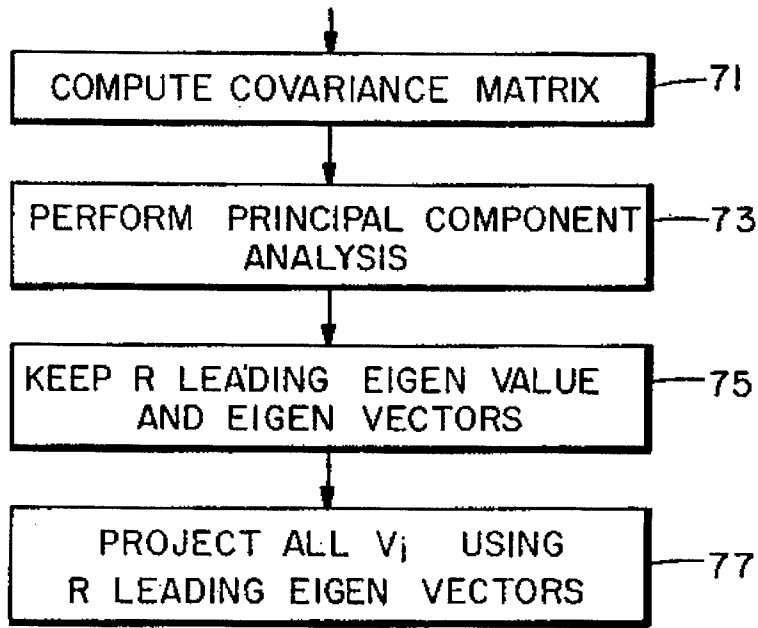 COMPUTE COVARIANCE MATRIX
71
PERFORM PRINCIPAL COMPONENT
ANALYSIS
73
KEEP R LEADING EIGEN VALUE
AND EIGEN VECTORS
75
PROJECT ALL Vi USING
R LEADING EIGEN VECTORS
77